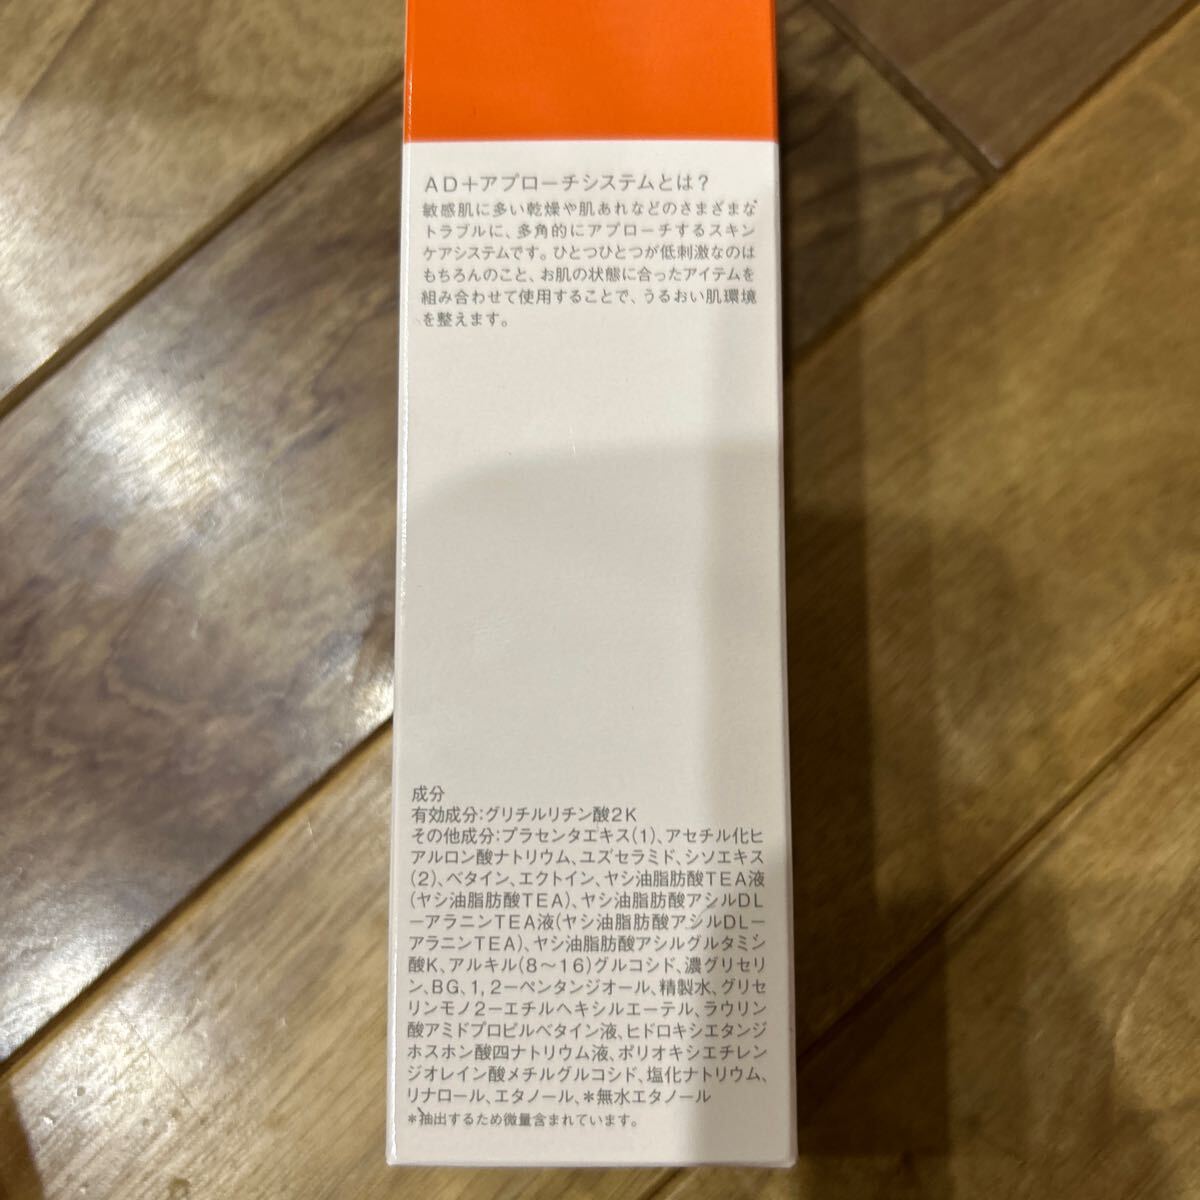 AD＋アプローチシステムとは？
敏感肌に多い乾燥や肌あれなどのさまざまな
トラブルに、多角的にアプローチするスキン
ケアシステムです。ひとつひとつが低刺激なのは
もちろんのこと、お肌の状態に合ったアイテムを
組み合わせて使用することで、うるおい肌環境
を整えます。
成分
有効成分：グリチルリチン酸2K
その他成分：プラセンタエキス（1）、アセチル化ヒ
アルロン酸ナトリウム、ユズセラミド、シソエキス
（2）、ベタイン、エクトイン、ヤシ油脂肪酸TEA液
（ヤシ油脂肪酸TEA）、ヤシ油脂肪酸アシルDL
－アラニンTEA液（ヤシ油脂肪酸アシルDL－
アラニンTEA）、ヤシ油脂肪酸アシルグルタミン
酸K、アルキル（8～16）グルコシド、濃グリセリ
ン、BG、1，2－ペンタンジオール、精製水、グリセ
リンモノ2－エチルヘキシルエーテル、ラウリン
酸アミドプロピルベタイン液、ヒドロキシエタンジ
ホスホン酸四ナトリウム液、ポリオキシエチレン
ジオレイン酸メチルグルコシド、塩化ナトリウム、
リナロール、エタノール、＊無水エタノール
＊抽出するため微量含まれています。